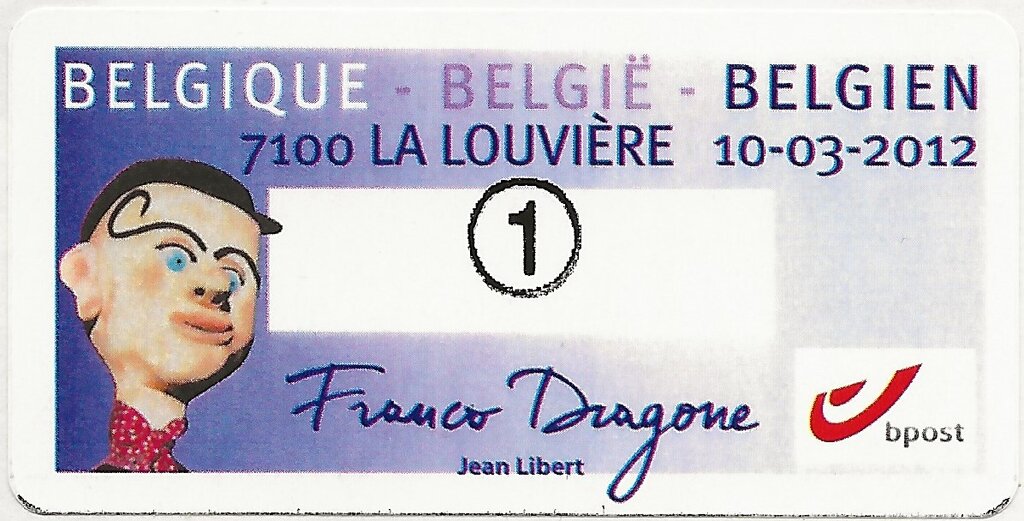 BELGIQUE - BELGIË - BELGIEN
7100 LA LOUVIÈRE 10-03-2012
1
Franco Dragone
Jean Libert
bpost